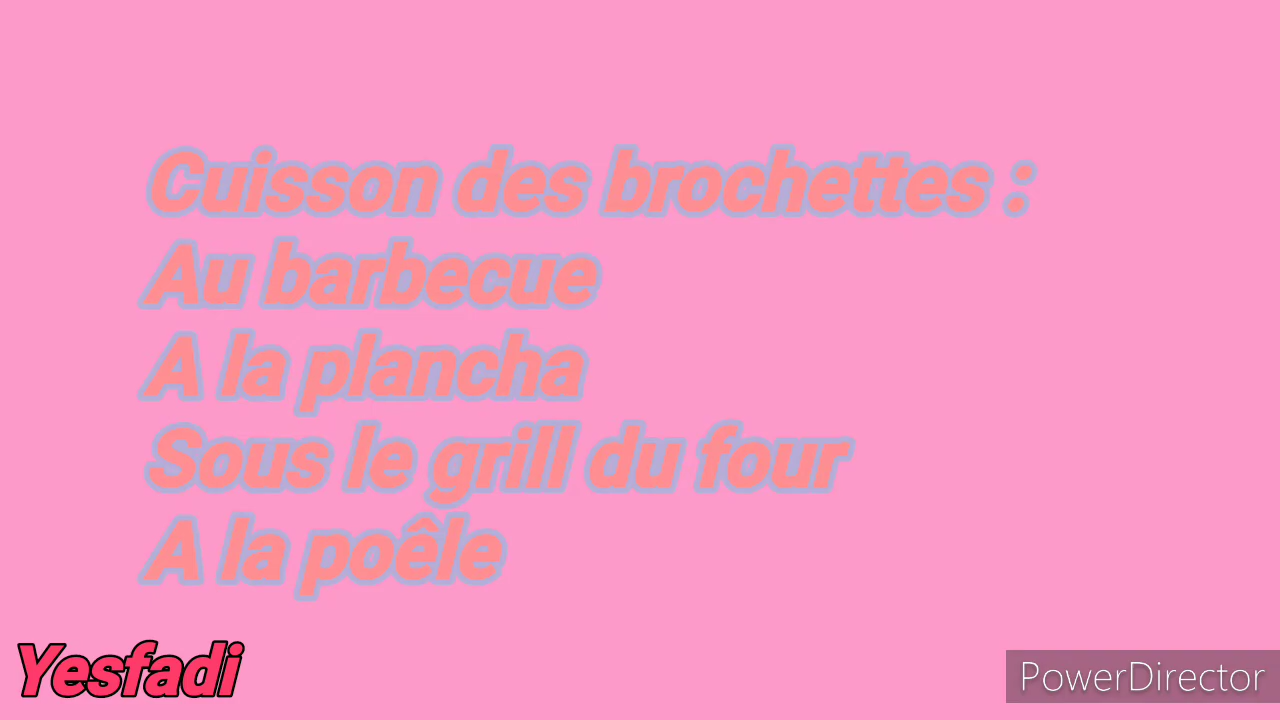 Cuisson des brochettes :
Au barbecue
A la plancha
Sous le grill du four
A la poêle
Yesfadi
PowerDirector